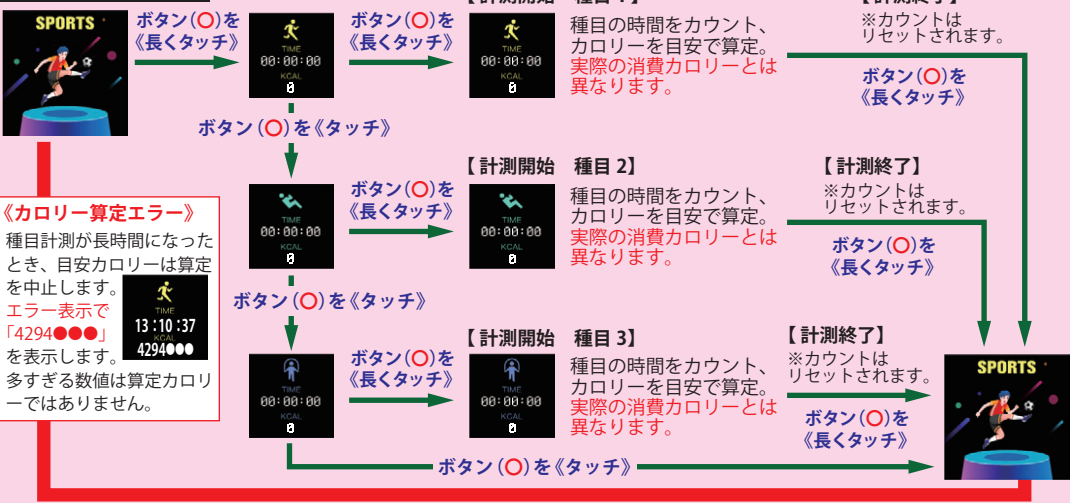 SPORTS
ボタン(〇)を
《長くタッチ》
TIME
00:00:00
KCAL
0
ボタン(〇)を
《長くタッチ》
TIME
00:00:00
KCAL
0
種目の時間をカウント、
カロリーを目安で算定。
実際の消費カロリーとは
異なります。
※カウントは
リセットされます。
ボタン(〇)を
《長くタッチ》
ボタン(〇)を《タッチ》
TIME
00:00:00
KCAL
0
ボタン(〇)を
《長くタッチ》
【計測開始 種目2】
TIME
00:00:00
KCAL
0
種目の時間をカウント、
カロリーを目安で算定。
実際の消費カロリーとは
異なります。
【計測終了】
※カウントは
リセットされます。
ボタン(〇)を
《長くタッチ》
《カロリー算定エラー》
種目計測が長時間になった
とき、目安カロリーは算定
を中止します。
エラー表示で
「4294●●●」
を表示します。
多すぎる数値は算定カロリ
ーではありません。
TIME
13:10:37
KCAL
4294●●●
ボタン(〇)を《タッチ》
TIME
00:00:00
KCAL
0
ボタン(〇)を
《長くタッチ》
【計測開始 種目3】
TIME
00:00:00
KCAL
0
種目の時間をカウント、
カロリーを目安で算定。
実際の消費カロリーとは
異なります。
【計測終了】
※カウントは
リセットされます。
ボタン(〇)を
《長くタッチ》
SPORTS
ボタン(〇)を《タッチ》